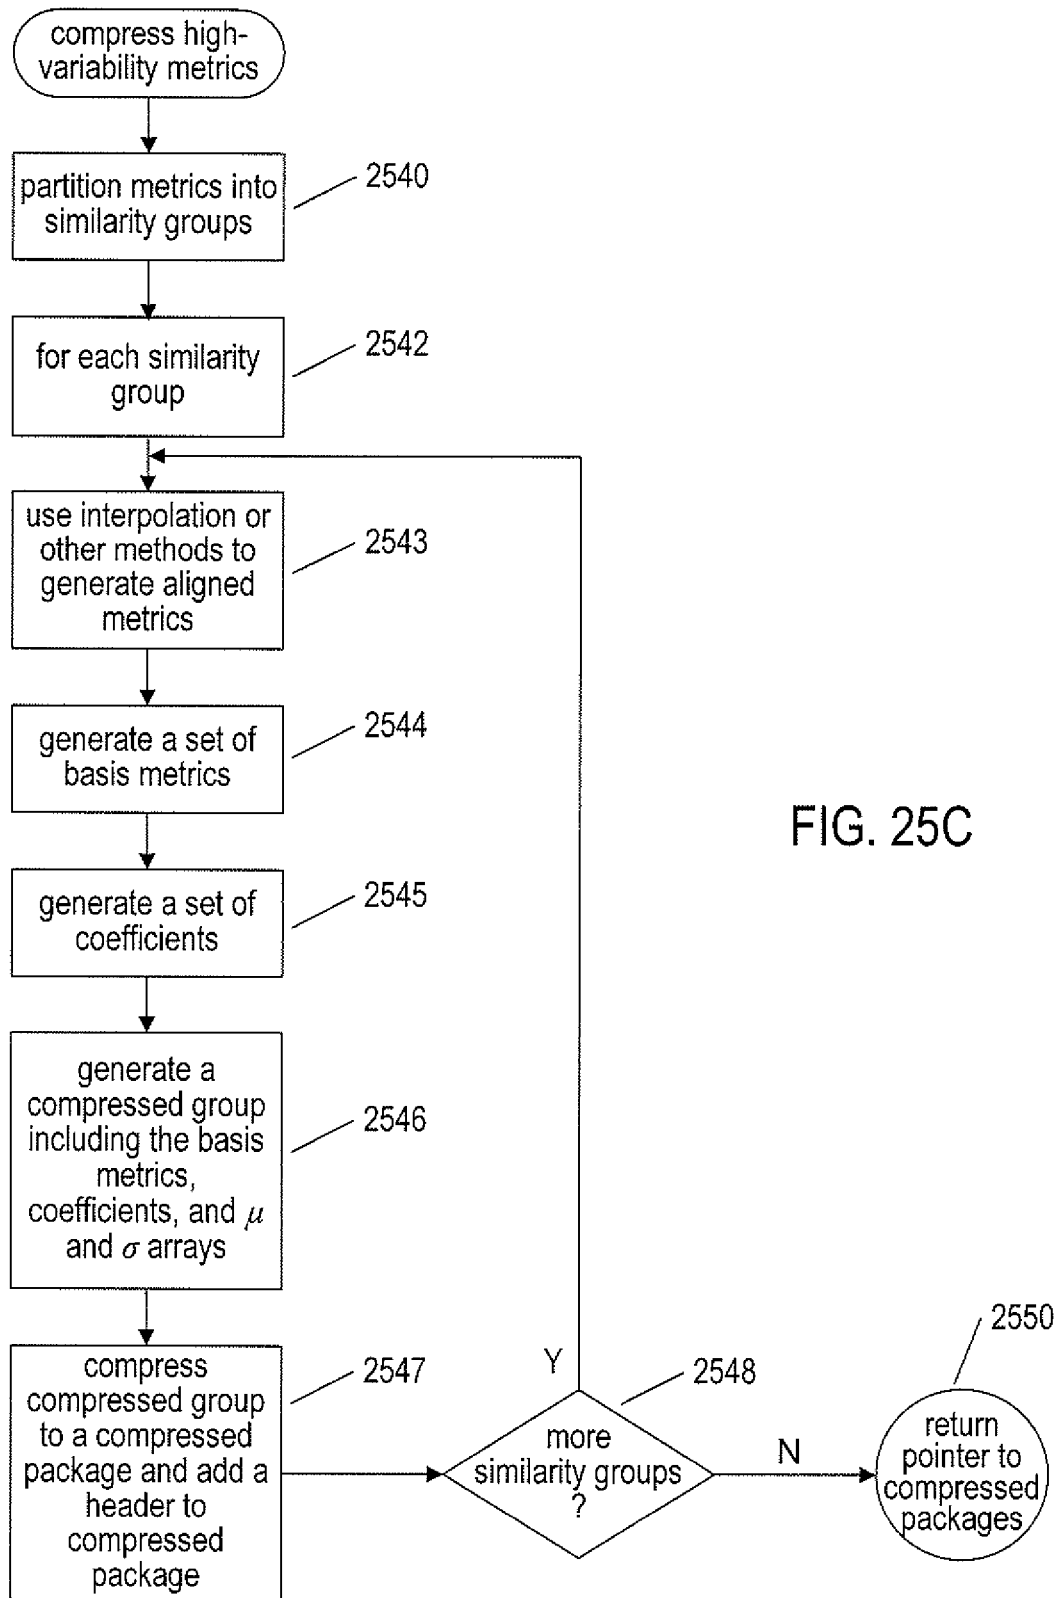 compress high-
variability metrics
partition metrics into
similarity groups
2540
for each similarity
group
2542
use interpolation or
other methods to
generate aligned
metrics
2543
generate a set of
basis metrics
2544
FIG. 25C
generate a set of
coefficients
2545
generate a
compressed group
including the basis
metrics,
coefficients, and μ
and σ arrays
2546
compress
compressed group
to a compressed
package and add a
header to
compressed
package
2547
Y
more
similarity groups
?
2548
N
return
pointer to
compressed
packages
2550